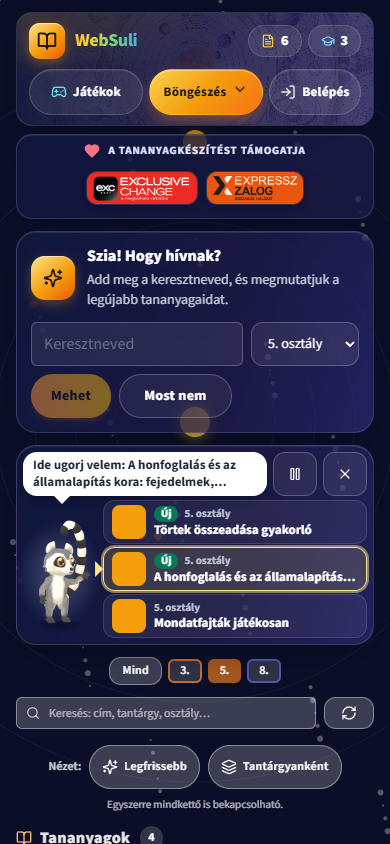 WebSuli
6
3
Játékok
Böngészés
Belépés
A TANANYAGKÉSZÍTÉST TÁMOGATJA
exc EXCLUSIVE
CHANGE
EXPRESSZ
ZÁLOG
Szia! Hogy hívnak?
Add meg a keresztneved, és megmutatjuk a
legújabb tananyagaidat.
Keresztneved
5. osztály
Mehet
Most nem
Ide ugorj velem: A honfoglalás és az
államalapítás kora: fejedelmek,…
Új 5. osztály
Törtek összeadása gyakorló
Új 5. osztály
A honfoglalás és az államalapítás…
5. osztály
Mondatfajták játékosan
Mind
3.
5.
8.
Keresés: cím, tantárgy, osztály…
Nézet:
Legfrissebb
Tantárgyanként
Egyszerre mindkettő is bekapcsolható.
Tananyagok 4